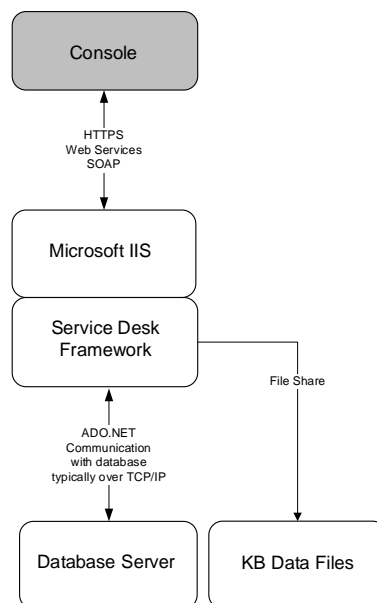 Console
HTTPS
Web Services
SOAP
Microsoft IIS
Service Desk
Framework
File Share
ADO.NET
Communication
with database
typically over TCP/IP
Database Server
KB Data Files